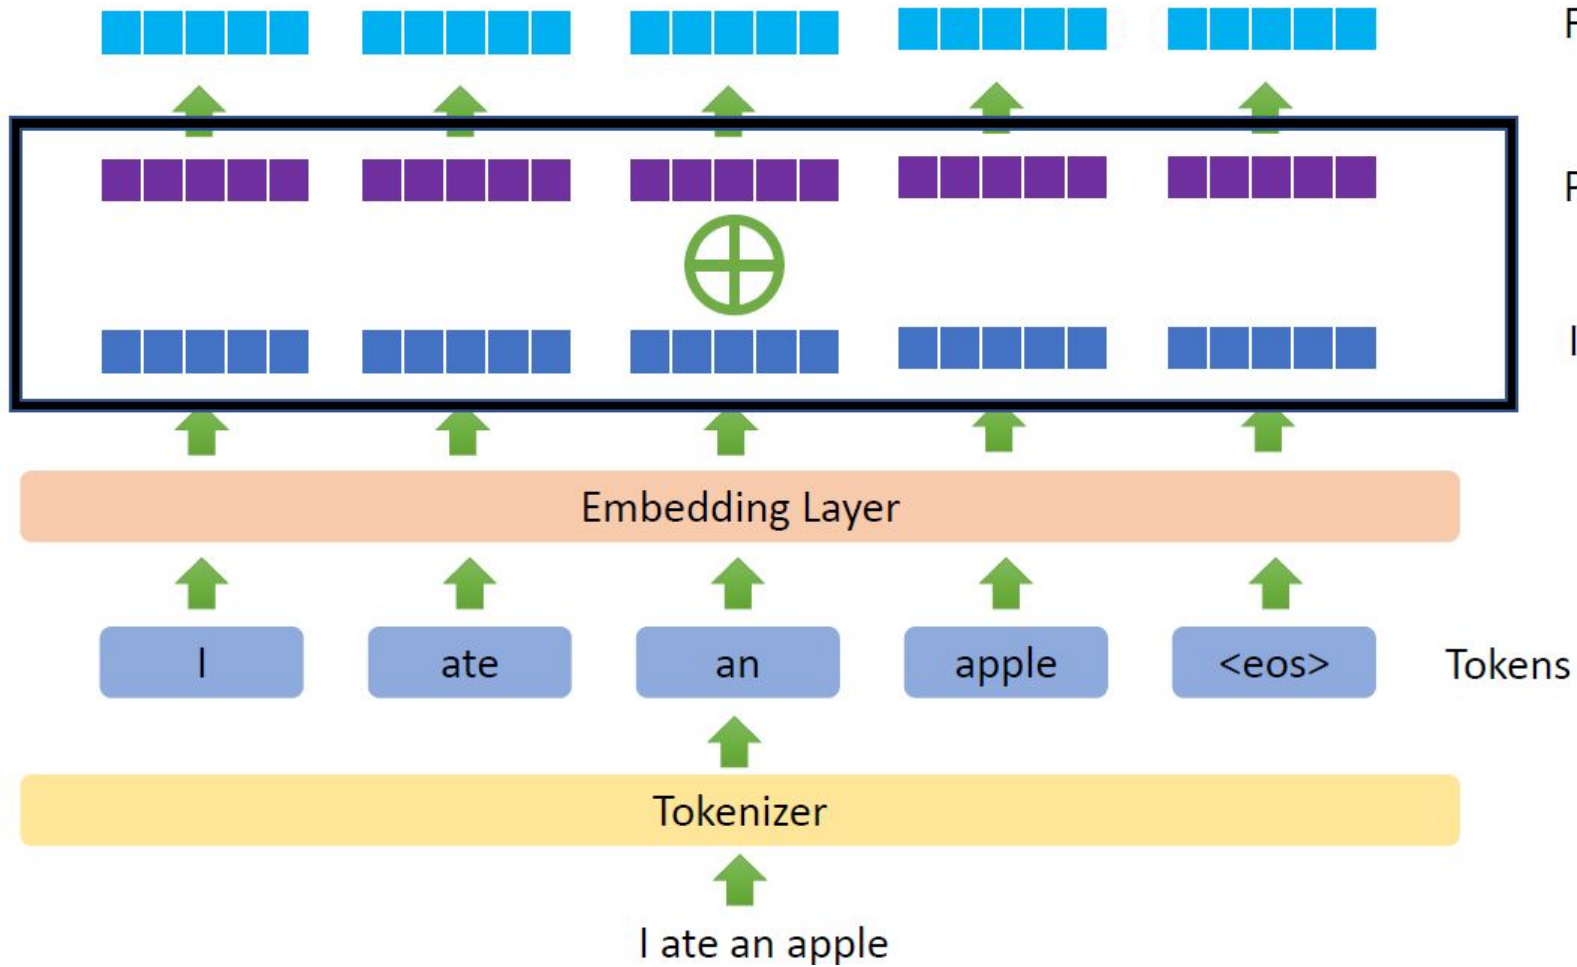 F
P
I
Embedding Layer
I
ate
an
apple
<eos>
Tokens
Tokenizer
I ate an apple